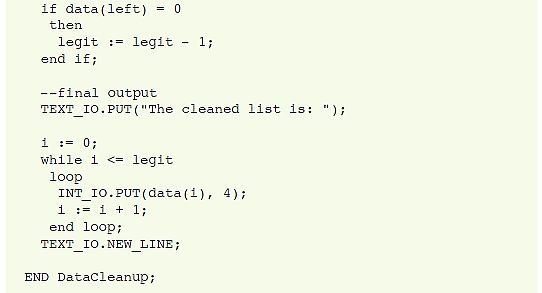 if data(left) = 0
then
legit := legit - 1;
end if;
--final output
TEXT_IO.PUT("The cleaned list is: ");
i := 0;
while i <= legit
loop
INT_IO.PUT(data(i), 4);
i := i + 1;
end loop;
TEXT_IO.NEW_LINE;
END DataCleanup;